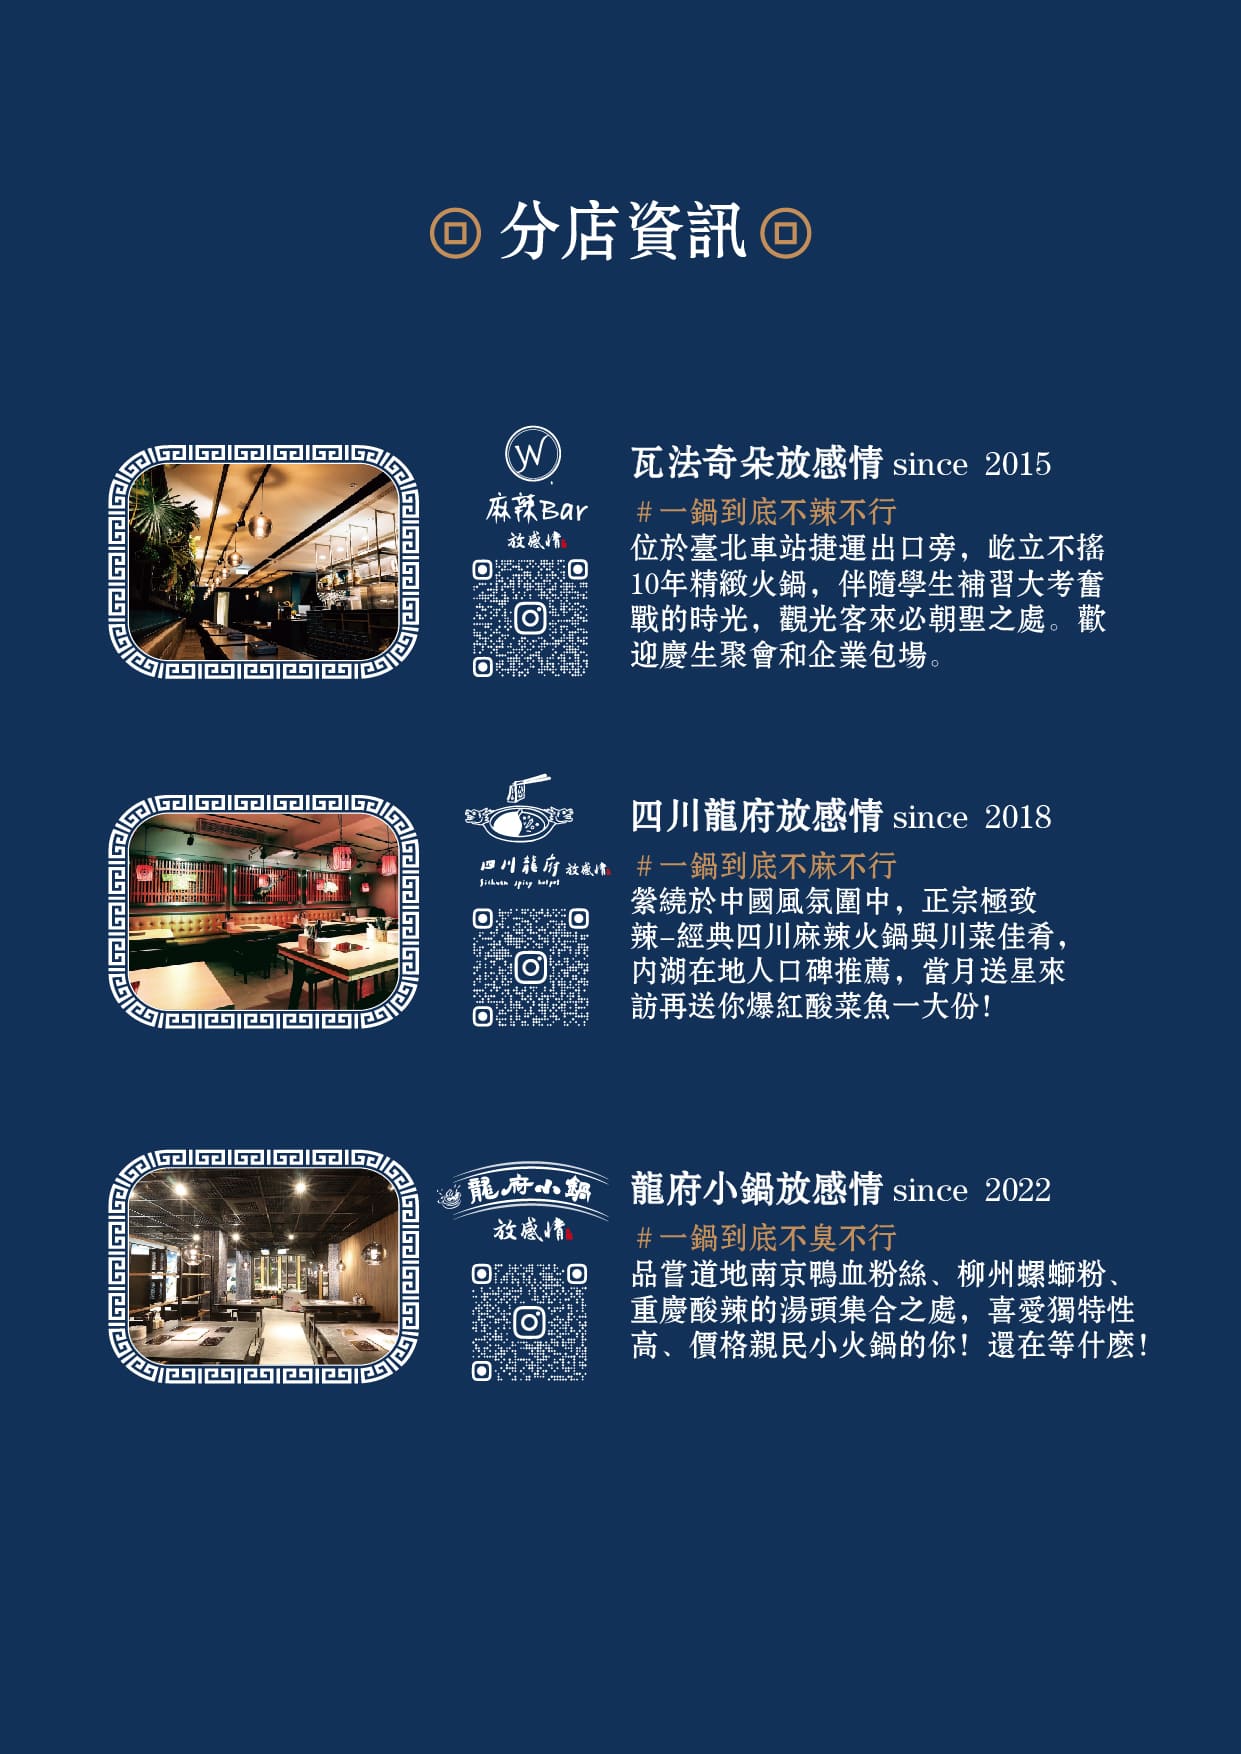 分店資訊
W
麻辣Bar
放感情
瓦法奇朵放感情 since 2015
#一鍋到底不辣不行
位於臺北車站捷運出口旁，屹立不搖
10年精緻火鍋，伴隨學生補習大考奮
戰的時光，觀光客來必朝聖之處。歡
迎慶生聚會和企業包場。
四川龍府 放感情
Sichuan spicy hotpot
四川龍府放感情 since 2018
#一鍋到底不麻不行
縈繞於中國風氛圍中，正宗極致
辣-經典四川麻辣火鍋與川菜佳肴，
內湖在地人口碑推薦，當月送星來
訪再送你爆紅酸菜魚一大份！
龍府小鍋
放感情
龍府小鍋放感情 since 2022
#一鍋到底不臭不行
品嘗道地南京鴨血粉絲、柳州螺螄粉、
重慶酸辣的湯頭集合之處，喜愛獨特性
高、價格親民小火鍋的你！還在等什麼！